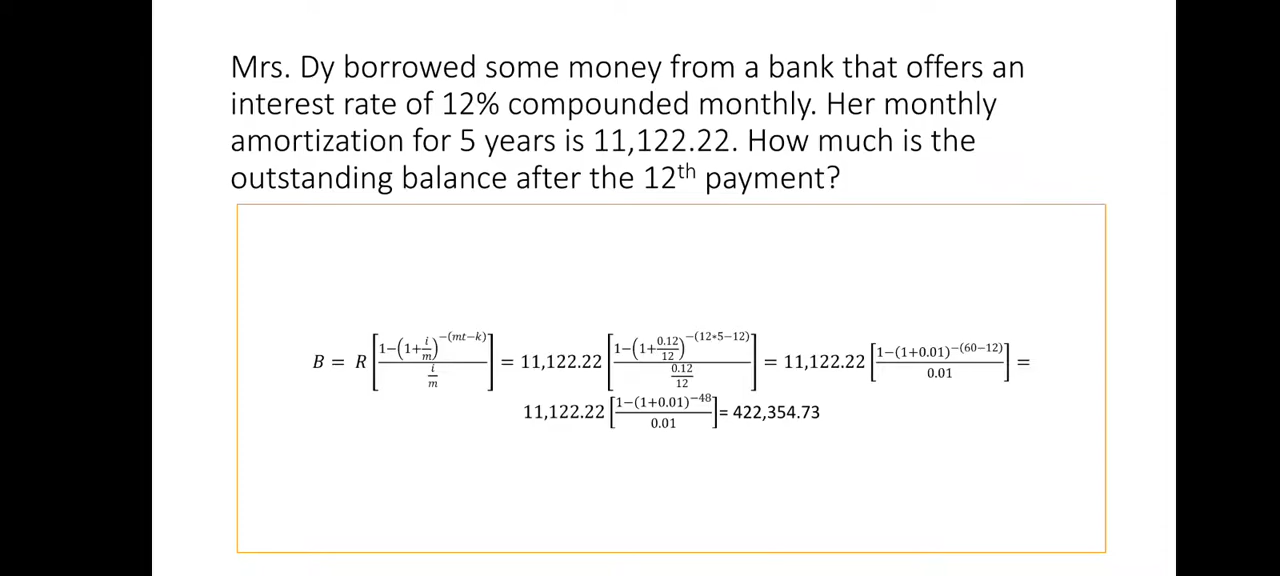 Mrs. Dy borrowed some money from a bank that offers an
interest rate of 12% compounded monthly. Her monthly
amortization for 5 years is 11,122.22. How much is the
outstanding balance after the 12th payment?
B = R [1−(1+i/m)^−(mt−k) / (i/m)] = 11,122.22 [1−(1+0.12/12)^−(12*5−12) / (0.12/12)] = 11,122.22 [1−(1+0.01)^−(60−12) / 0.01] =
11,122.22 [1−(1+0.01)^−48 / 0.01] = 422,354.73